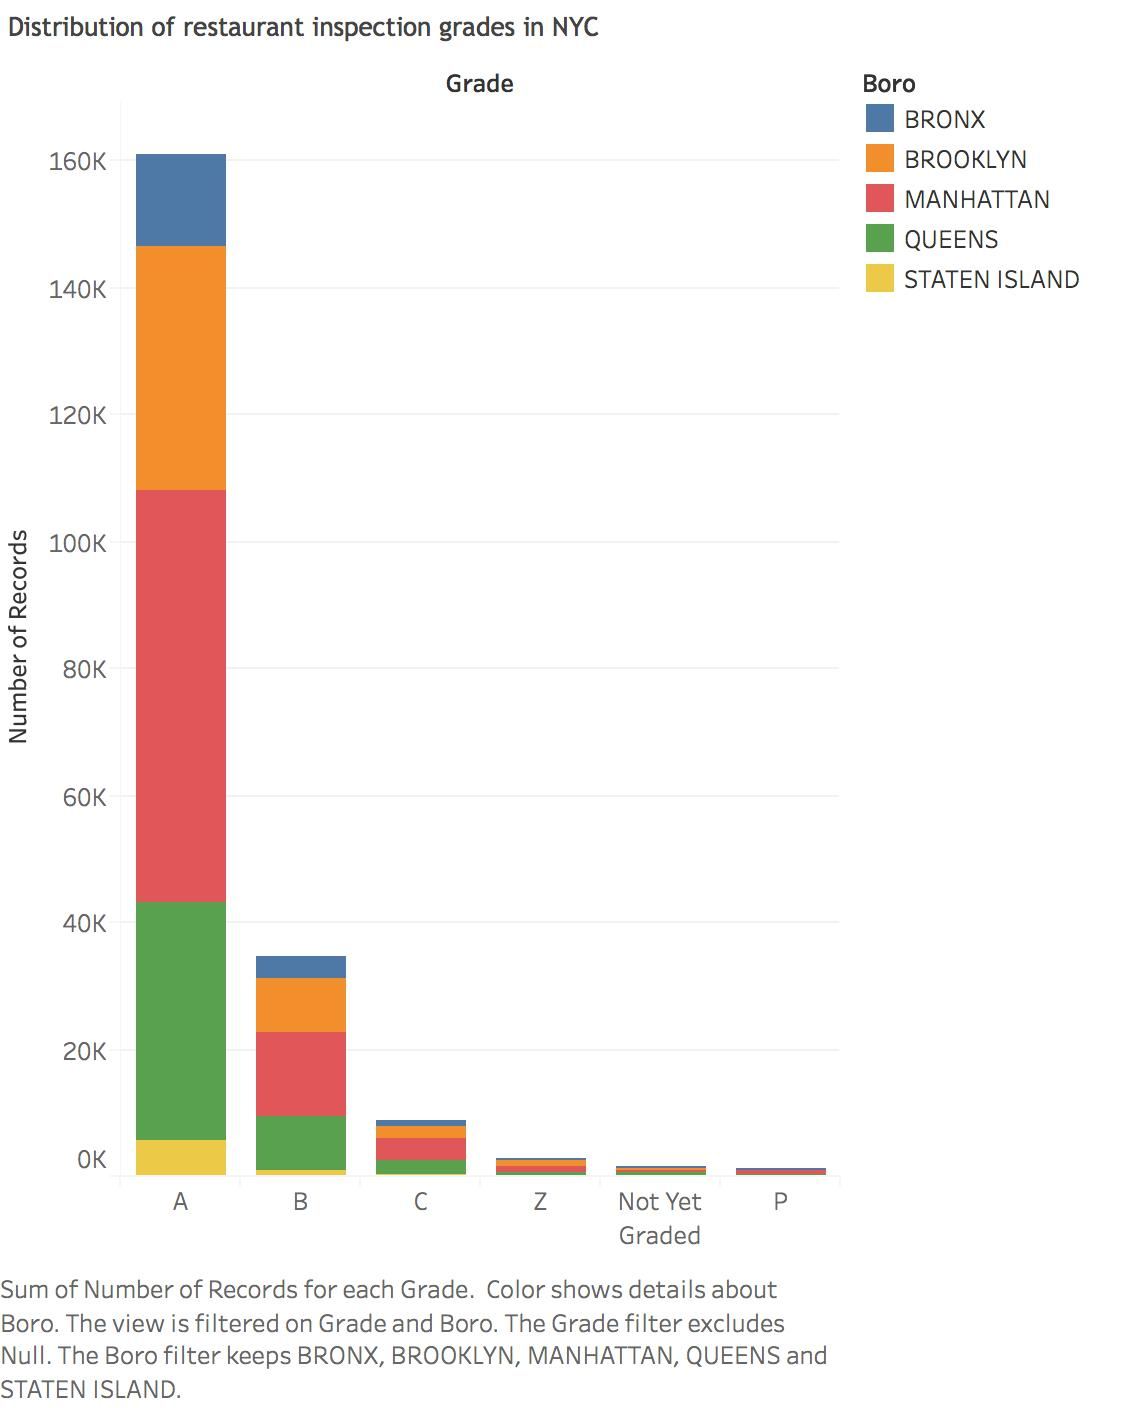 Distribution of restaurant inspection grades in NYC
Grade
Boro
BRONX
BROOKLYN
MANHATTAN
QUEENS
STATEN ISLAND
Number of Records
160K
140K
120K
100K
80K
60K
40K
20K
0K
A
B
C
Z
Not Yet
Graded
P
Sum of Number of Records for each Grade.  Color shows details about
Boro. The view is filtered on Grade and Boro. The Grade filter excludes
Null. The Boro filter keeps BRONX, BROOKLYN, MANHATTAN, QUEENS and
STATEN ISLAND.